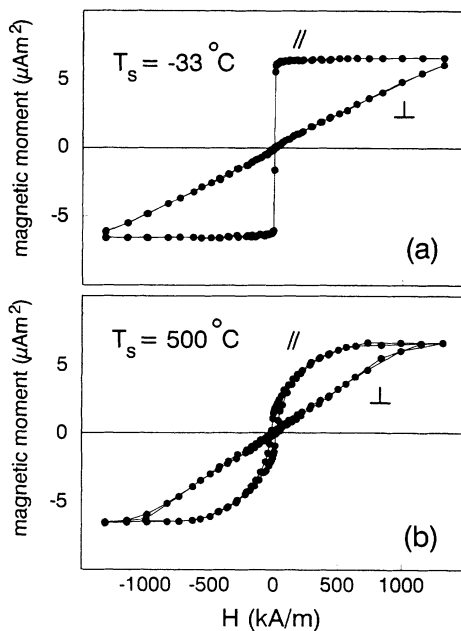 magnetic moment (μAm²)
5
0
-5
T_s = -33 °C
//
⊥
(a)
magnetic moment (μAm²)
5
0
-5
T_s = 500 °C
//
⊥
(b)
-1000 -500 0 500 1000
H (kA/m)